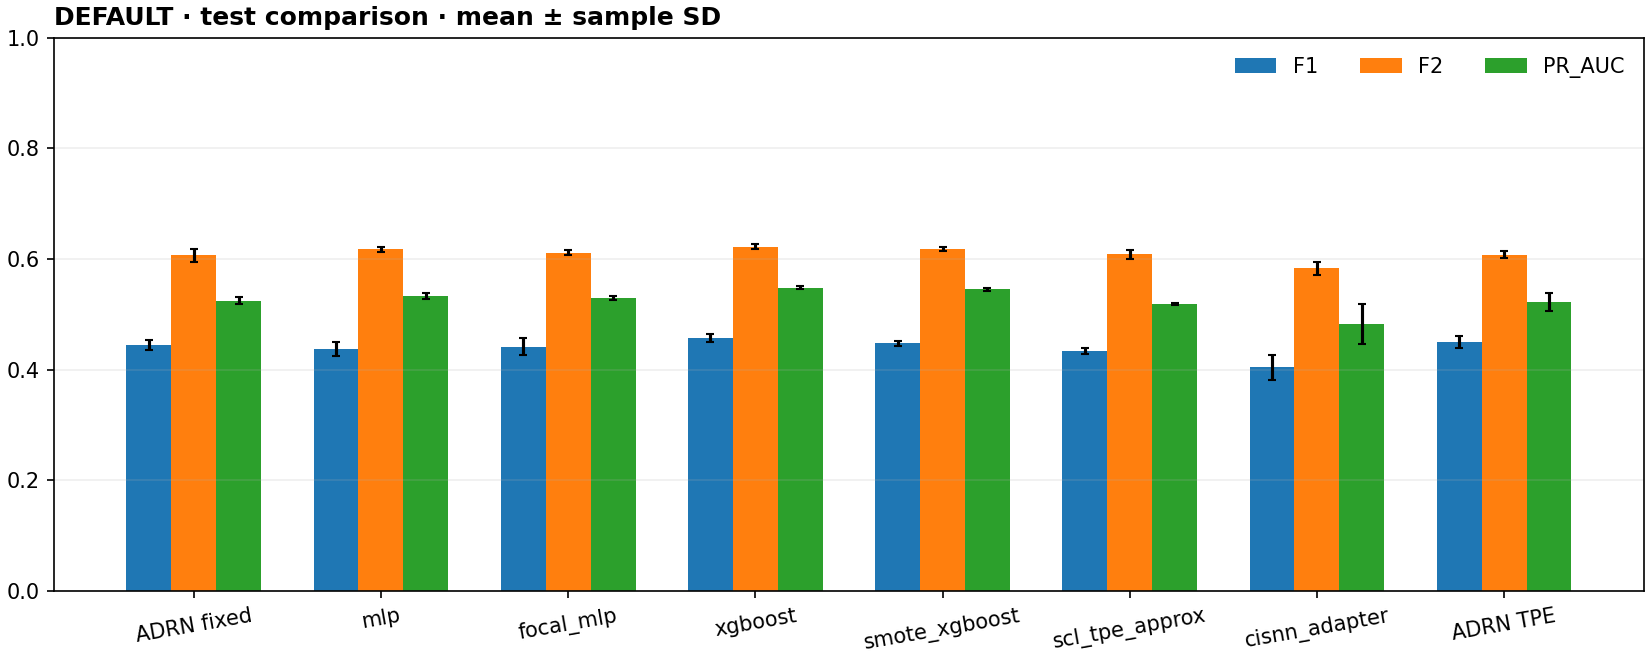 DEFAULT · test comparison · mean ± sample SD
F1 F2 PR_AUC
1.0
0.8
0.6
0.4
0.2
0.0
ADRN fixed mlp focal_mlp xgboost smote_xgboost scl_tpe_approx cisnn_adapter ADRN TPE